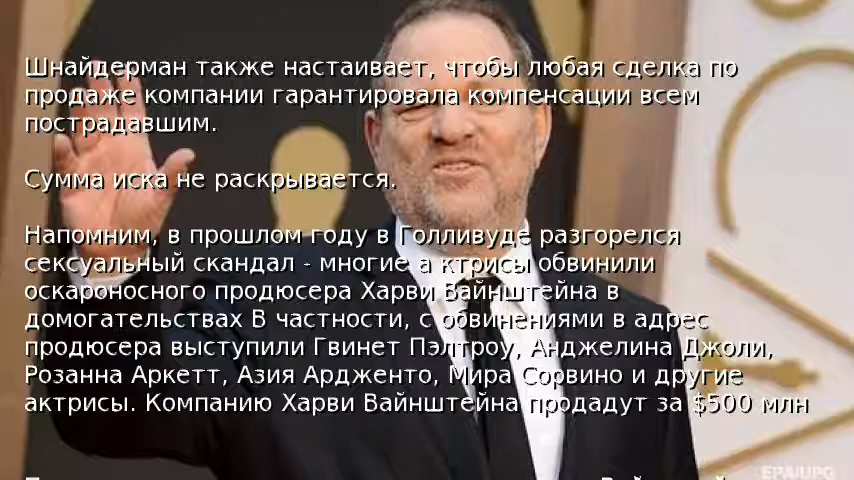 Шнайдерман также настаивает, чтобы любая сделка по
продаже компании гарантировала компенсации всем
пострадавшим.
Сумма иска не раскрывается.
Напомним, в прошлом году в Голливуде разгорелся
сексуальный скандал - многие а ктрисы обвинили
оскароносного продюсера Харви Вайнштейна в
домогательствах В частности, с обвинениями в адрес
продюсера выступили Гвинет Пэлтроу, Анджелина Джоли,
Розанна Аркетт, Азия Ардженто, Мира Сорвино и другие
актрисы. Компанию Харви Вайнштейна продадут за $500 млн
EPA/UPG